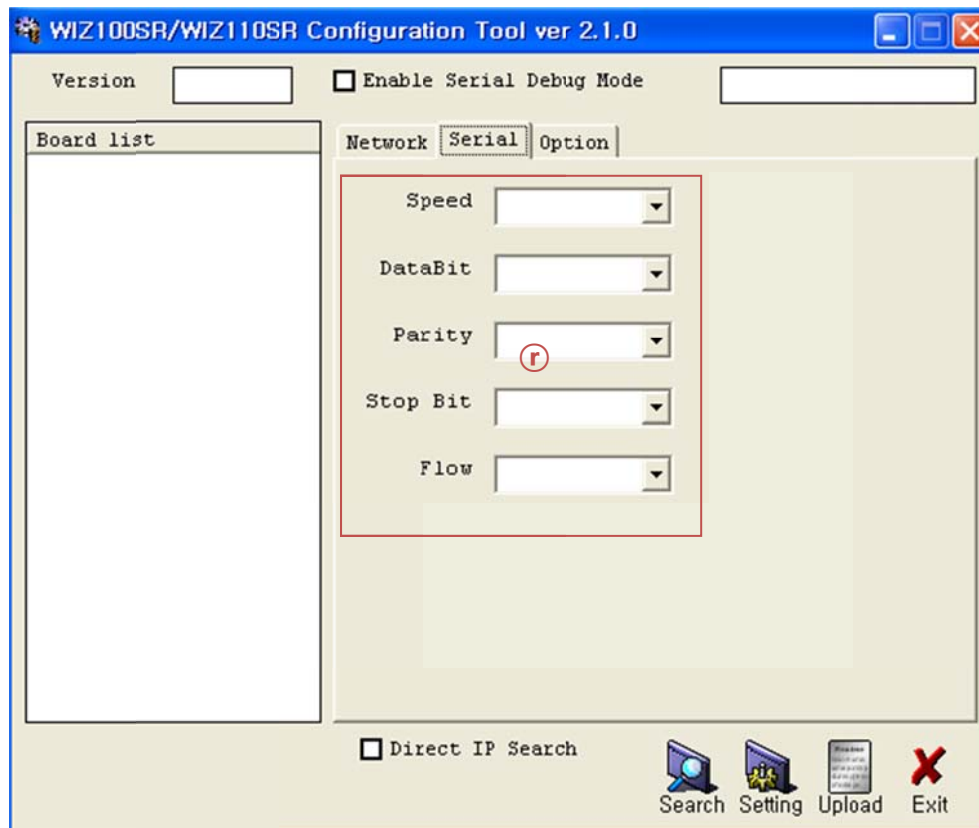 WIZ100SR/WIZ110SR Configuration Tool ver 2.1.0
Version
Enable Serial Debug Mode
Board list
Network Serial Option
Speed
DataBit
Parity
r
Stop Bit
Flow
Direct IP Search
Search Setting Upload Exit